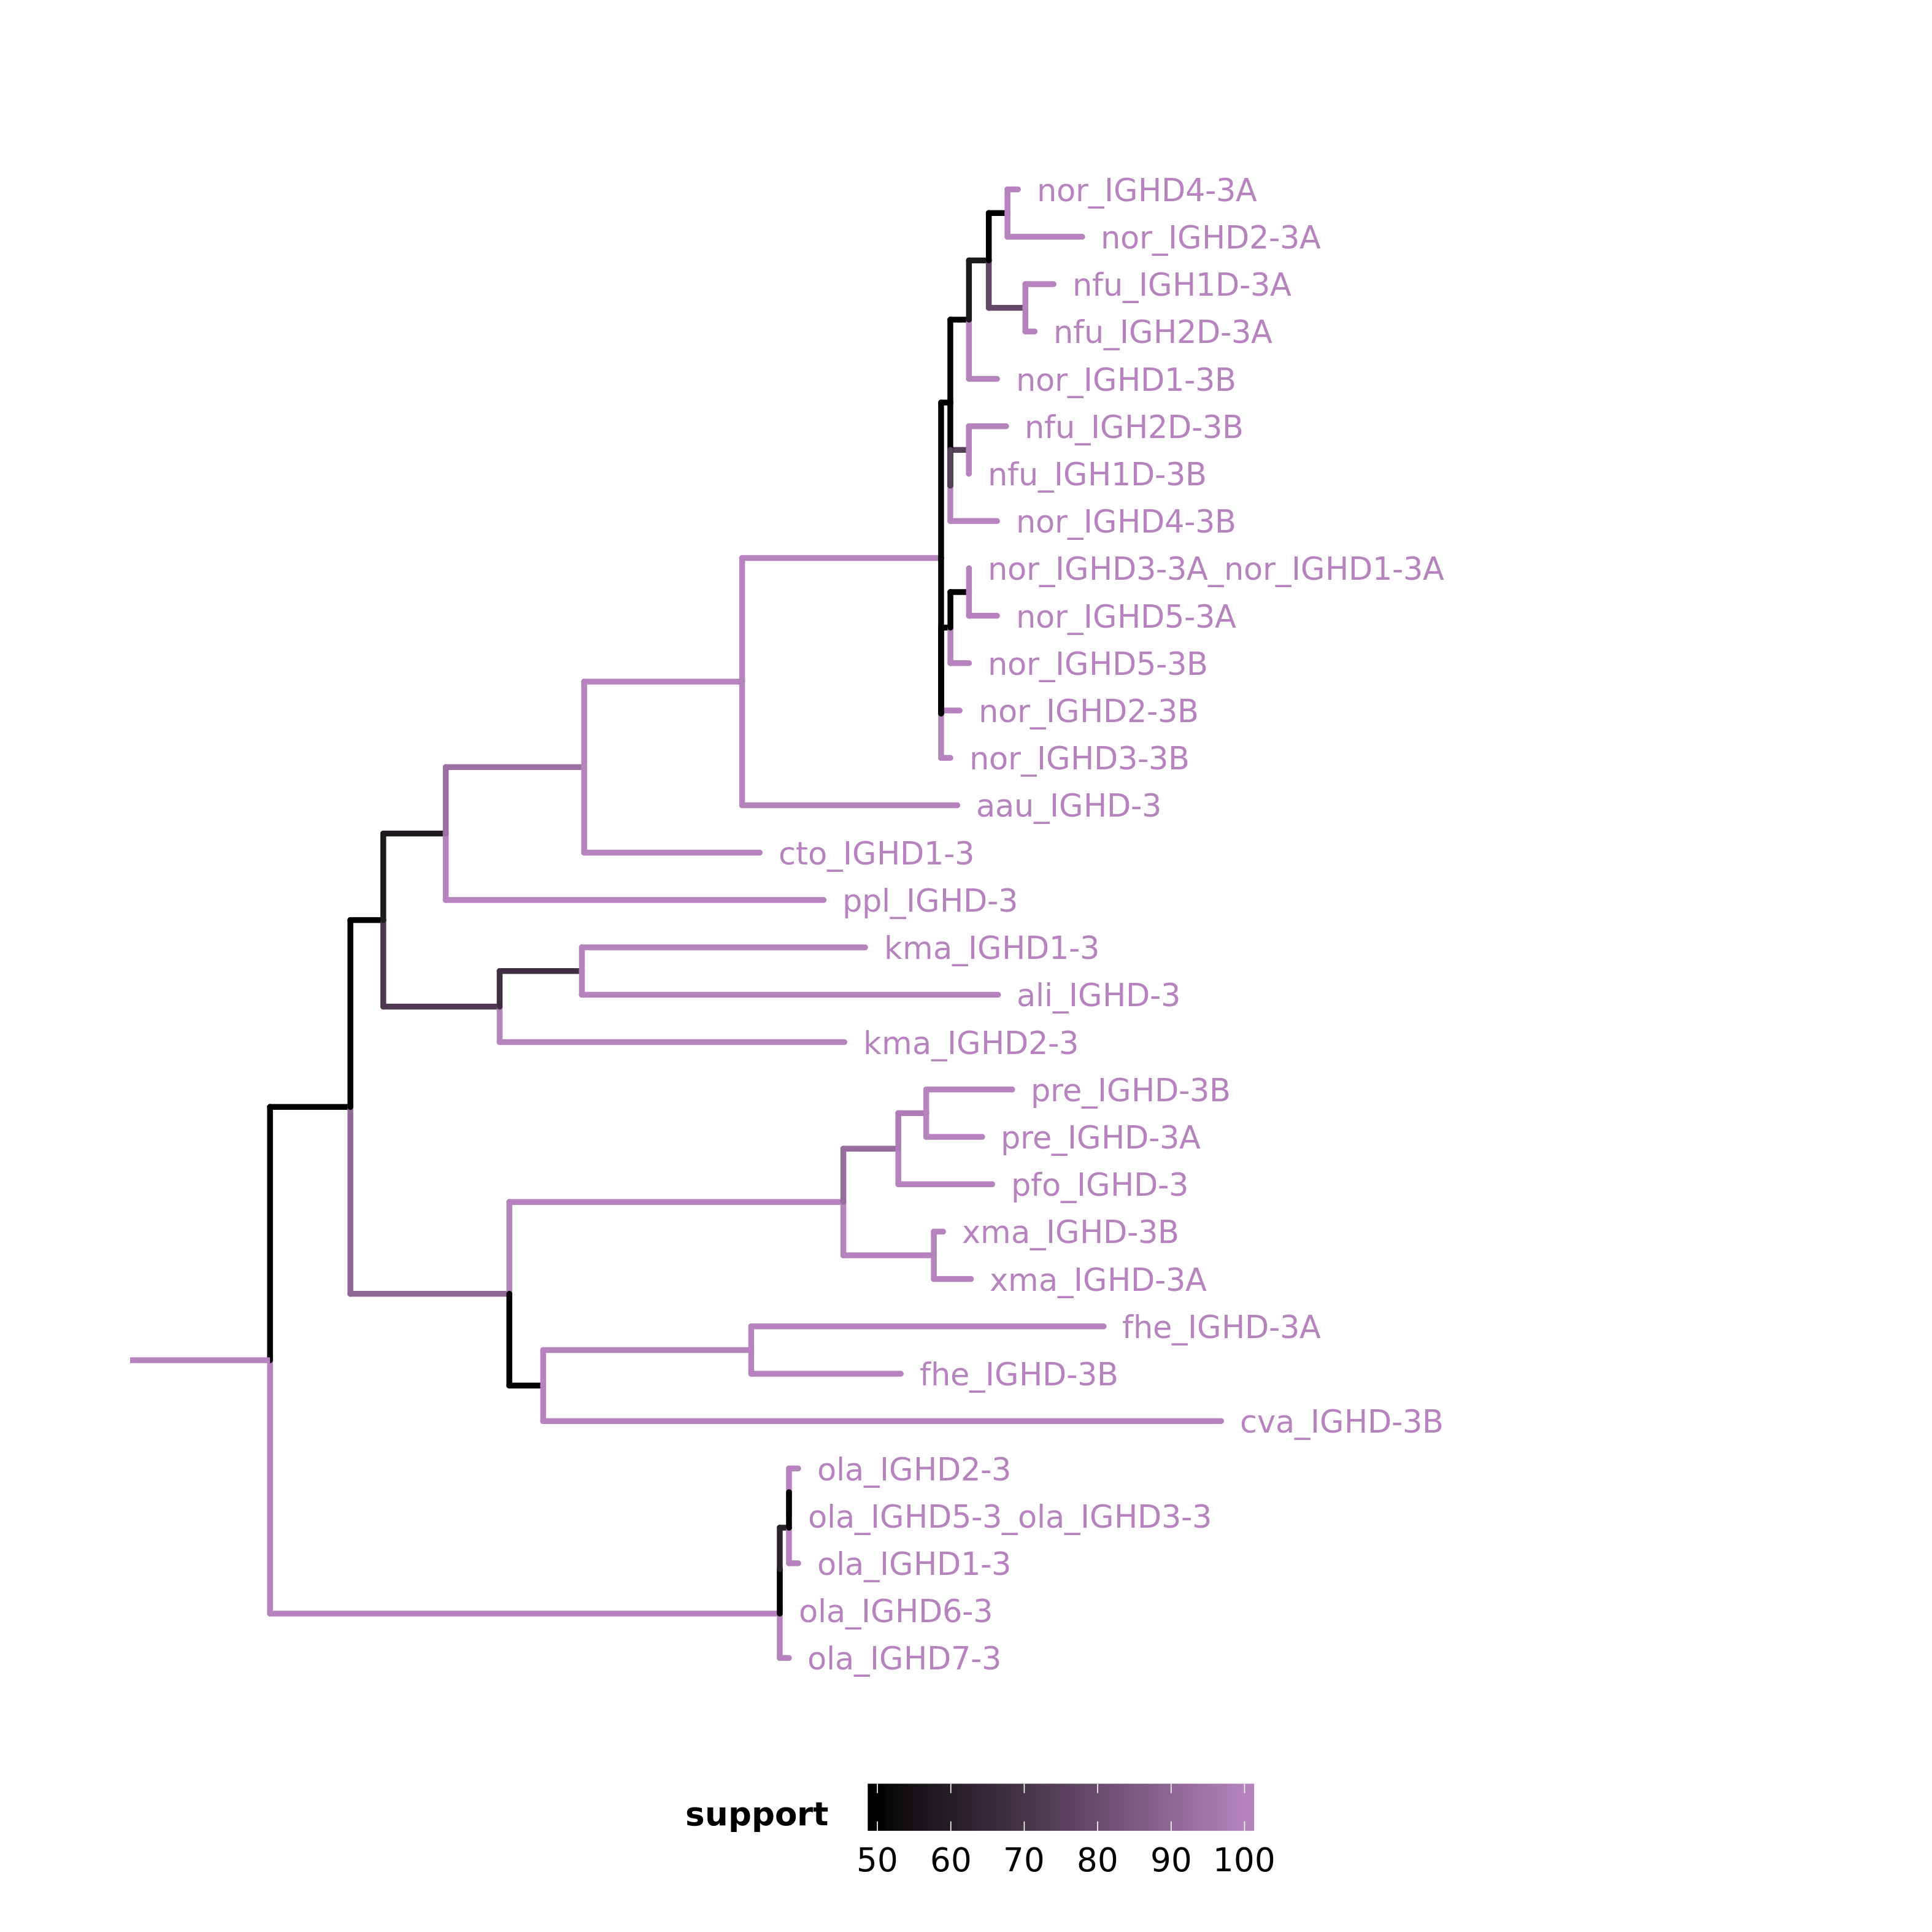 nor_IGHD4-3A
nor_IGHD2-3A
nfu_IGH1D-3A
nfu_IGH2D-3A
nor_IGHD1-3B
nfu_IGH2D-3B
nfu_IGH1D-3B
nor_IGHD4-3B
nor_IGHD3-3A_nor_IGHD1-3A
nor_IGHD5-3A
nor_IGHD5-3B
nor_IGHD2-3B
nor_IGHD3-3B
aau_IGHD-3
cto_IGHD1-3
ppl_IGHD-3
kma_IGHD1-3
ali_IGHD-3
kma_IGHD2-3
pre_IGHD-3B
pre_IGHD-3A
pfo_IGHD-3
xma_IGHD-3B
xma_IGHD-3A
fhe_IGHD-3A
fhe_IGHD-3B
cva_IGHD-3B
ola_IGHD2-3
ola_IGHD5-3_ola_IGHD3-3
ola_IGHD1-3
ola_IGHD6-3
ola_IGHD7-3
support
50 60 70 80 90 100